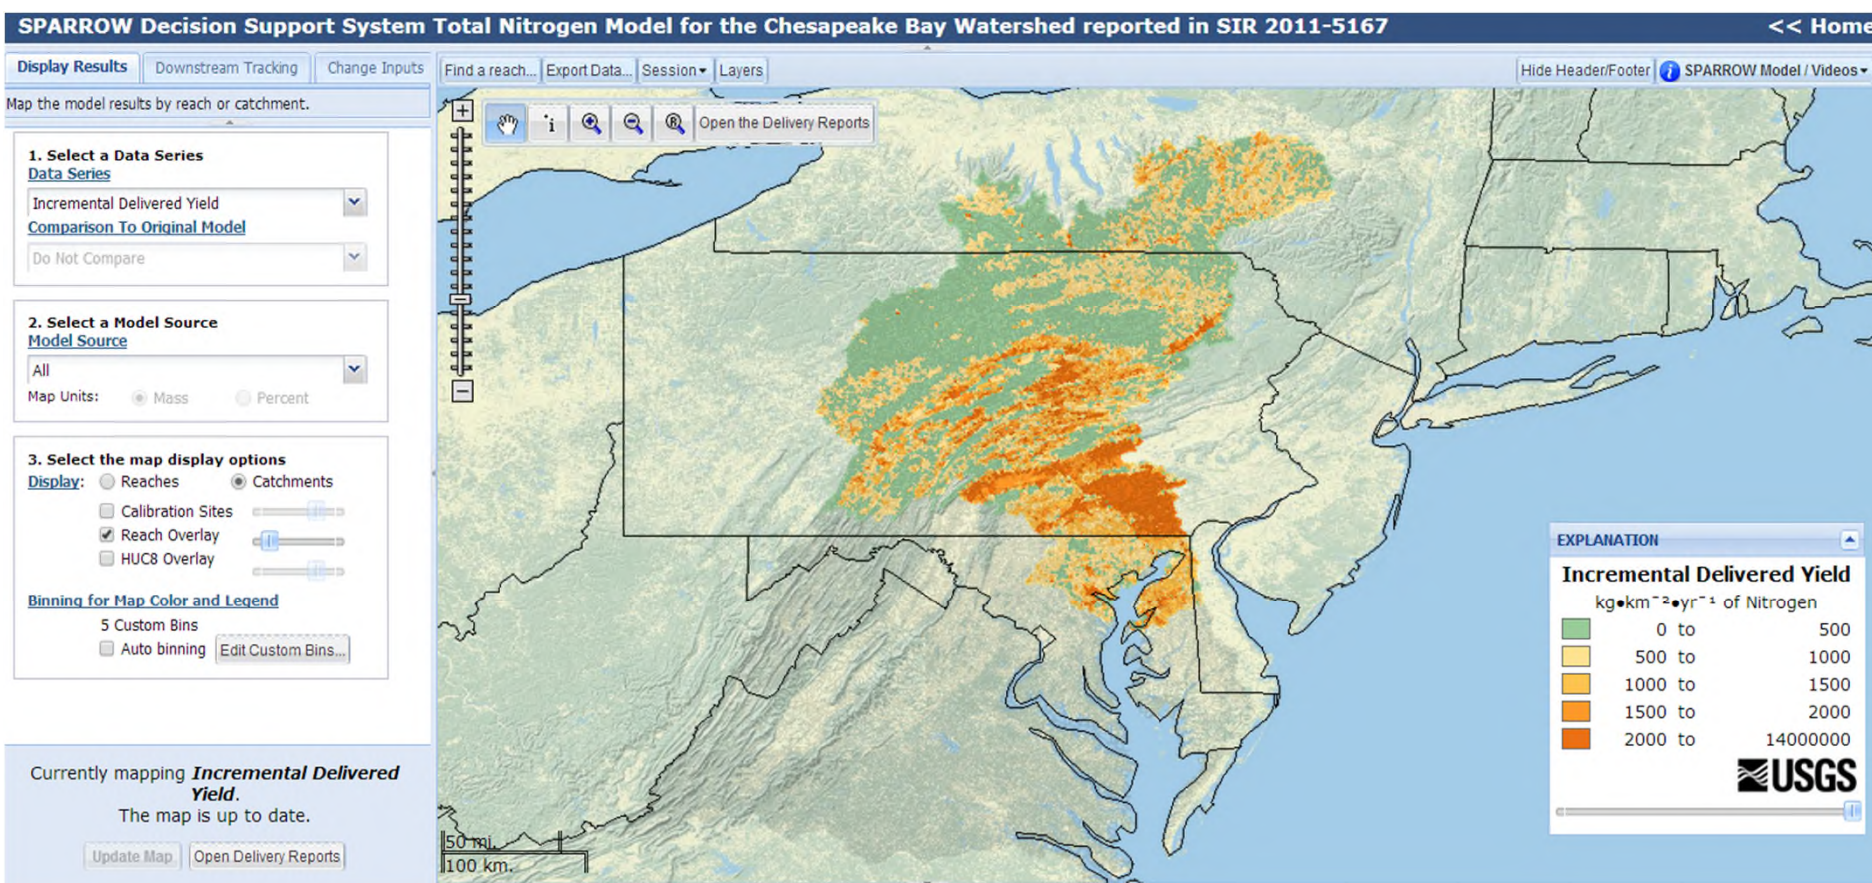 SPARROW Decision Support System Total Nitrogen Model for the Chesapeake Bay Watershed reported in SIR 2011-5167 << Home
Display Results Downstream Tracking Change Inputs Find a reach... Export Data... Session Layers Hide Header/Footer i SPARROW Model / Videos
Map the model results by reach or catchment.
+ i R Open the Delivery Reports
1. Select a Data Series
Data Series
Incremental Delivered Yield
Comparison To Original Model
Do Not Compare
2. Select a Model Source
Model Source
All
Map Units: Mass Percent
3. Select the map display options
Display: Reaches Catchments
Calibration Sites
Reach Overlay
HUC8 Overlay
Binning for Map Color and Legend
5 Custom Bins
Auto binning Edit Custom Bins...
Currently mapping Incremental Delivered
Yield.
The map is up to date.
Update Map Open Delivery Reports
50 mi.
100 km.
EXPLANATION
Incremental Delivered Yield
kg●km⁻²●yr⁻¹ of Nitrogen
0 to 500
500 to 1000
1000 to 1500
1500 to 2000
2000 to 14000000
USGS